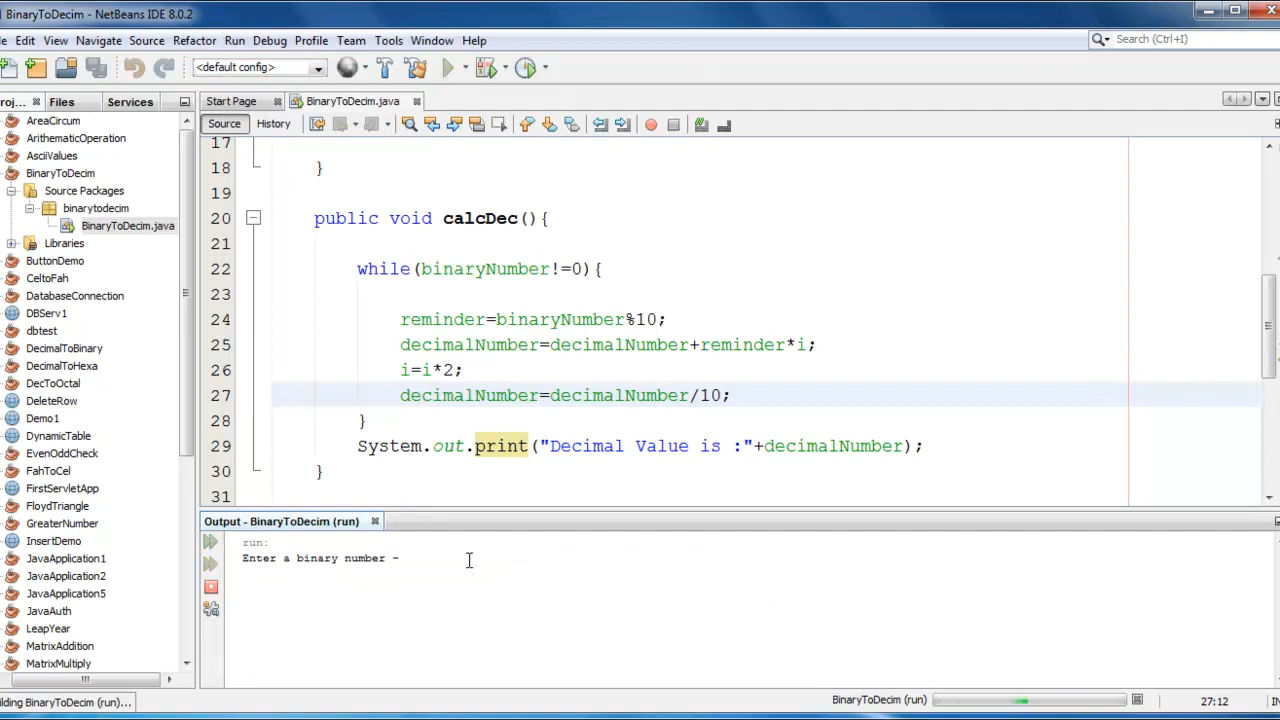 BinaryToDecim - NetBeans IDE 8.0.2
Edit View Navigate Source Refactor Run Debug Profile Team Tools Window Help
Search (Ctrl+I)
<default config>
Files
Services
Start Page
BinaryToDecim.java
Source
History
AreaCircum
ArithematicOperation
AsciiValues
BinaryToDecim
Source Packages
binarytodecim
BinaryToDecim.java
Libraries
ButtonDemo
CeltoFah
DatabaseConnection
DBServ1
dbtest
DecimalToBinary
DecimalToHexa
DecToOctal
DeleteRow
Demo1
DynamicTable
EvenOddCheck
FahToCel
FirstServletApp
FloydTriangle
GreaterNumber
InsertDemo
JavaApplication1
JavaApplication2
JavaApplication5
JavaAuth
LeapYear
MatrixAddition
MatrixMultiply
17
18 }
19
20 public void calcDec(){
21
22 while(binaryNumber!=0){
23
24 reminder=binaryNumber%10;
25 decimalNumber=decimalNumber+reminder*i;
26 i=i*2;
27 decimalNumber=decimalNumber/10;
28 }
29 System.out.print("Decimal Value is :"+decimalNumber);
30 }
31
Output - BinaryToDecim (run)
run:
Enter a binary number -
BinaryToDecim (run)...
BinaryToDecim (run)
27:12